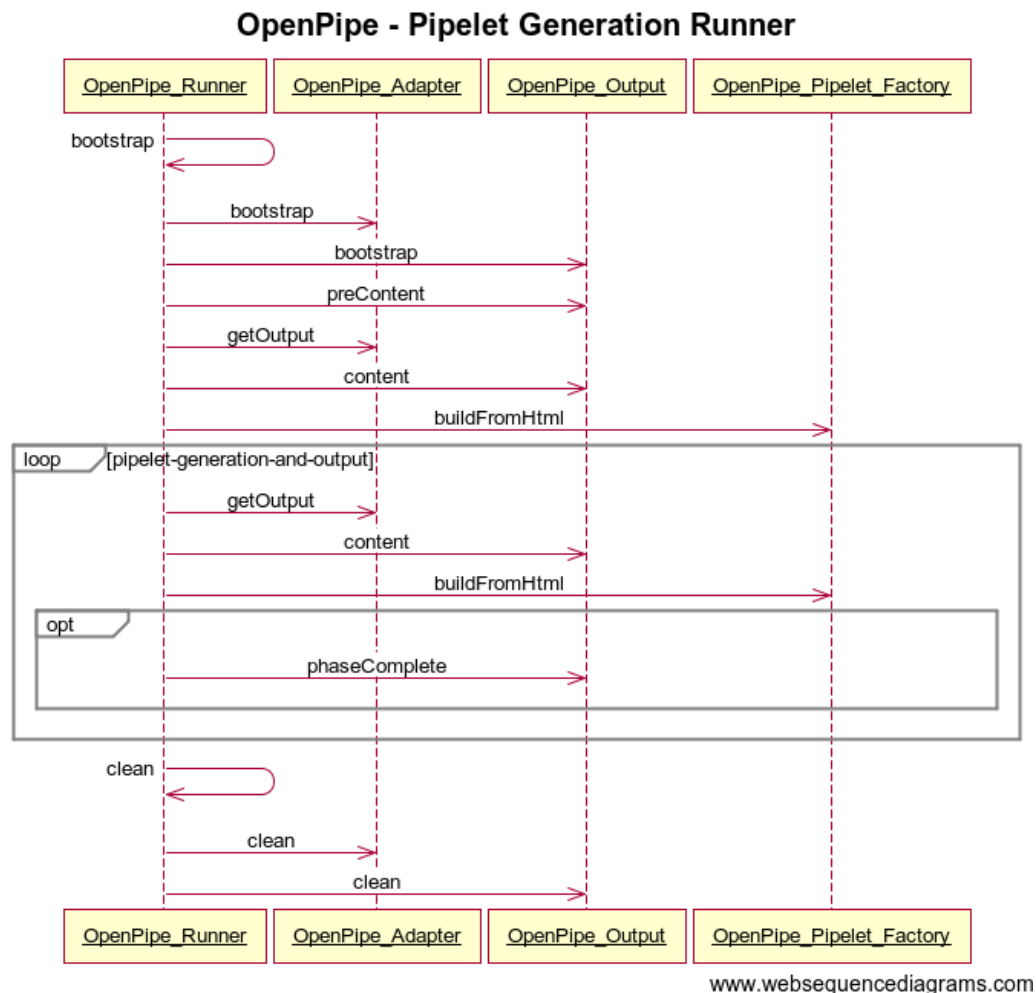 OpenPipe - Pipelet Generation Runner
OpenPipe_Runner OpenPipe_Adapter OpenPipe_Output OpenPipe_Pipelet_Factory
bootstrap
bootstrap
bootstrap
preContent
getOutput
content
buildFromHtml
loop [pipelet-generation-and-output]
getOutput
content
buildFromHtml
opt
phaseComplete
clean
clean
clean
OpenPipe_Runner OpenPipe_Adapter OpenPipe_Output OpenPipe_Pipelet_Factory
www.websequencediagrams.com